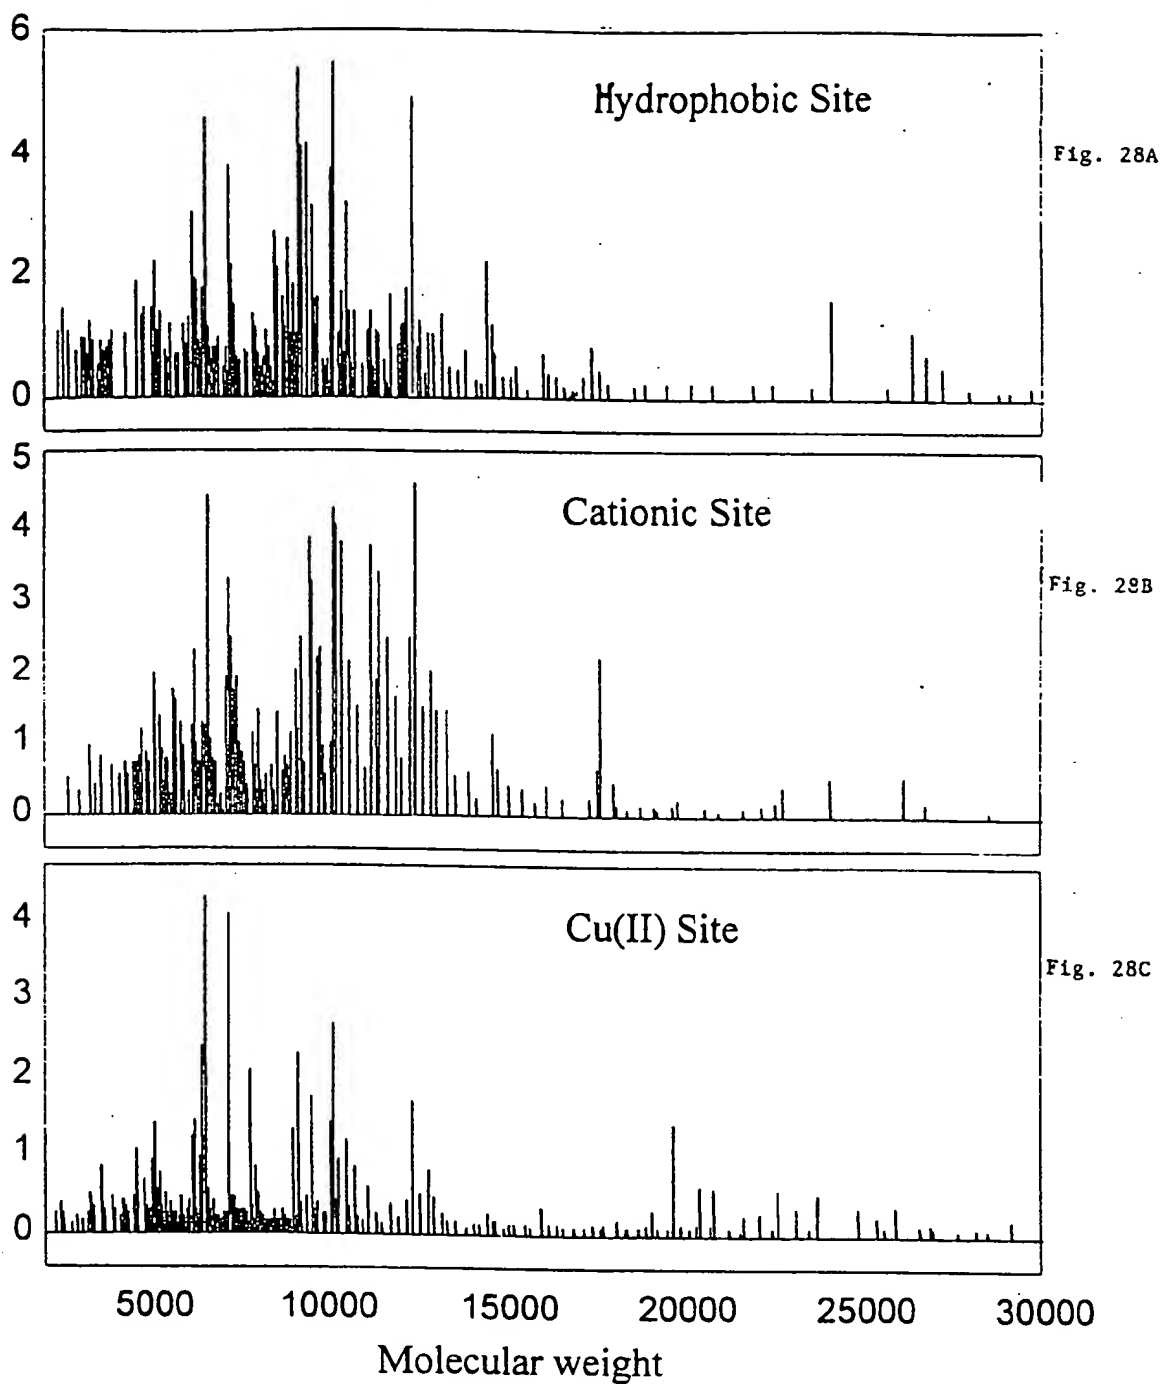 6
Hydrophobic Site
4
Fig. 28A
2
0
5
Cationic Site
4
Fig. 28B
3
2
1
0
4
Cu(II) Site
3
Fig. 28C
2
1
0
5000 10000 15000 20000 25000 30000
Molecular weight